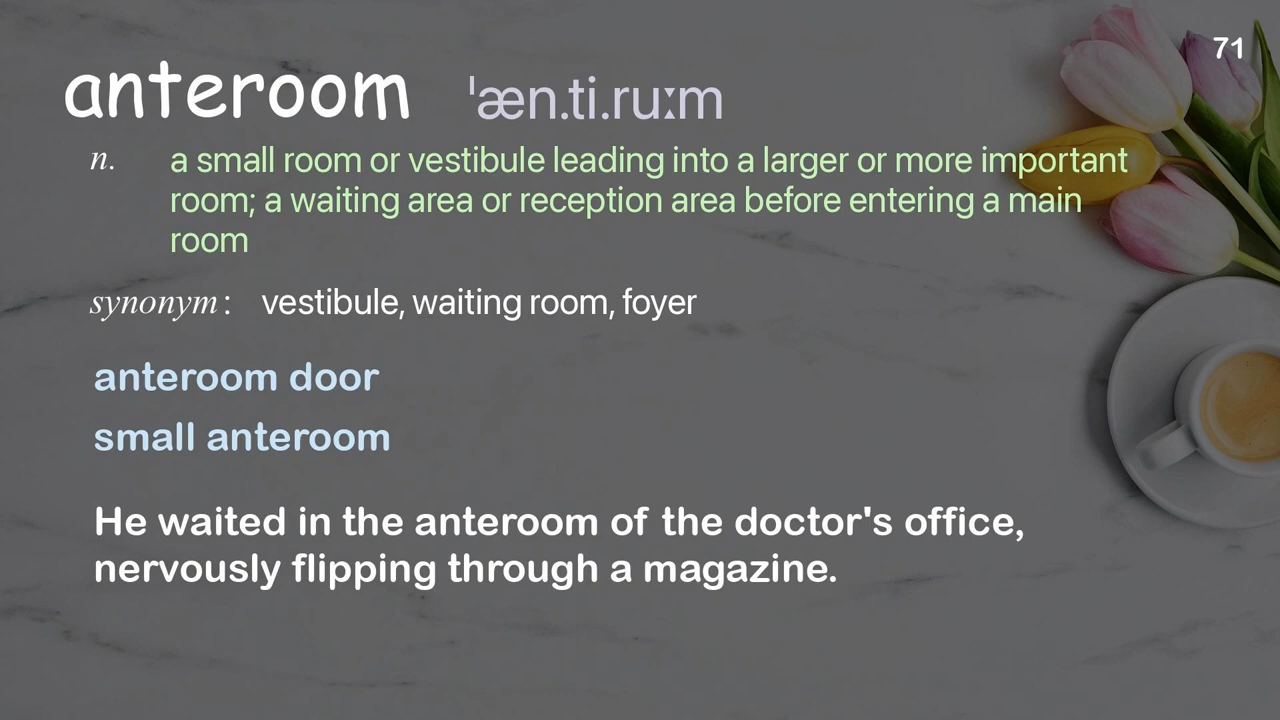 71
anteroom ˈæn.ti.ruːm
n. a small room or vestibule leading into a larger or more important
room; a waiting area or reception area before entering a main
room
synonym: vestibule, waiting room, foyer
anteroom door
small anteroom
He waited in the anteroom of the doctor's office,
nervously flipping through a magazine.